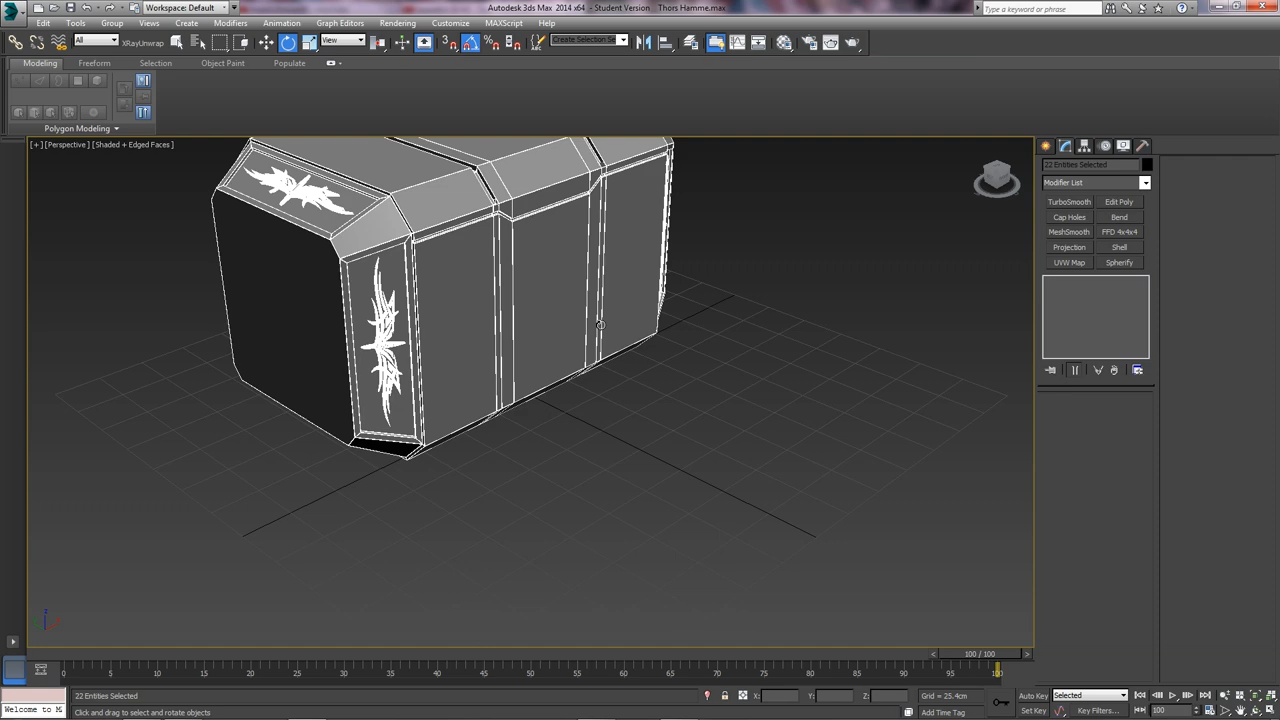 Workspace: Default
Autodesk 3ds Max 2014 x64 - Student Version Thors Hamme.max
Type a keyword or phrase
File Edit Tools Group Views Create Modifiers Animation Graph Editors Rendering Customize MAXScript Help
All XRayUnwrap View Create Selection Se
Modeling Freeform Selection Object Paint Populate
Polygon Modeling
[+] [Perspective] [Shaded + Edged Faces]
22 Entities Selected
Modifier List
TurboSmooth Edit Poly
Cap Holes Bend
MeshSmooth FFD 4x4x4
Projection Shell
UVW Map Spherify
100 / 100
0 5 10 15 20 25 30 35 40 45 50 55 60 65 70 75 80 85 90 95 100
22 Entities Selected X: Y: Z: Grid = 25.4cm Auto Key Selected
Welcome to M Click and drag to select and rotate objects Add Time Tag Set Key Key Filters... 100